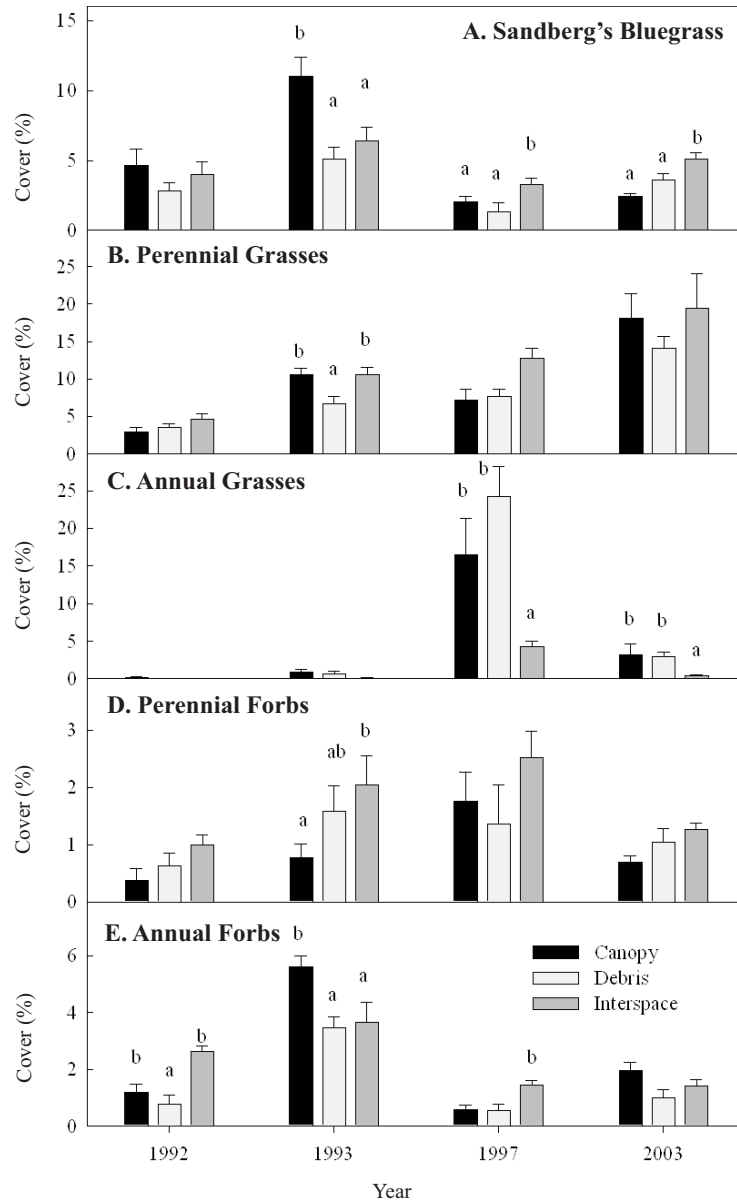 A. Sandberg's Bluegrass
Cover (%)
15
10
5
0
b
a
a
a
a
b
a
a
b
B. Perennial Grasses
Cover (%)
25
20
15
10
5
0
b
a
b
C. Annual Grasses
Cover (%)
25
20
15
10
5
0
b
b
a
b
b
a
D. Perennial Forbs
Cover (%)
3
2
1
0
a
ab
b
E. Annual Forbs
Cover (%)
6
4
2
0
b
a
b
b
a
a
b
Canopy
Debris
Interspace
1992
1993
1997
2003
Year